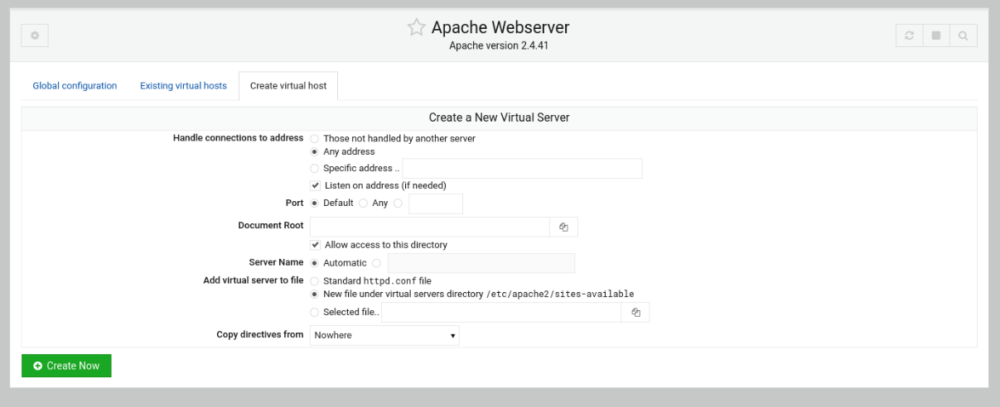 Apache Webserver
Apache version 2.4.41
Global configuration Existing virtual hosts Create virtual host
Create a New Virtual Server
Handle connections to address Those not handled by another server
Any address
Specific address ..
Listen on address (if needed)
Port Default Any
Document Root
Allow access to this directory
Server Name Automatic
Add virtual server to file Standard httpd.conf file
New file under virtual servers directory /etc/apache2/sites-available
Selected file..
Copy directives from Nowhere
Create Now